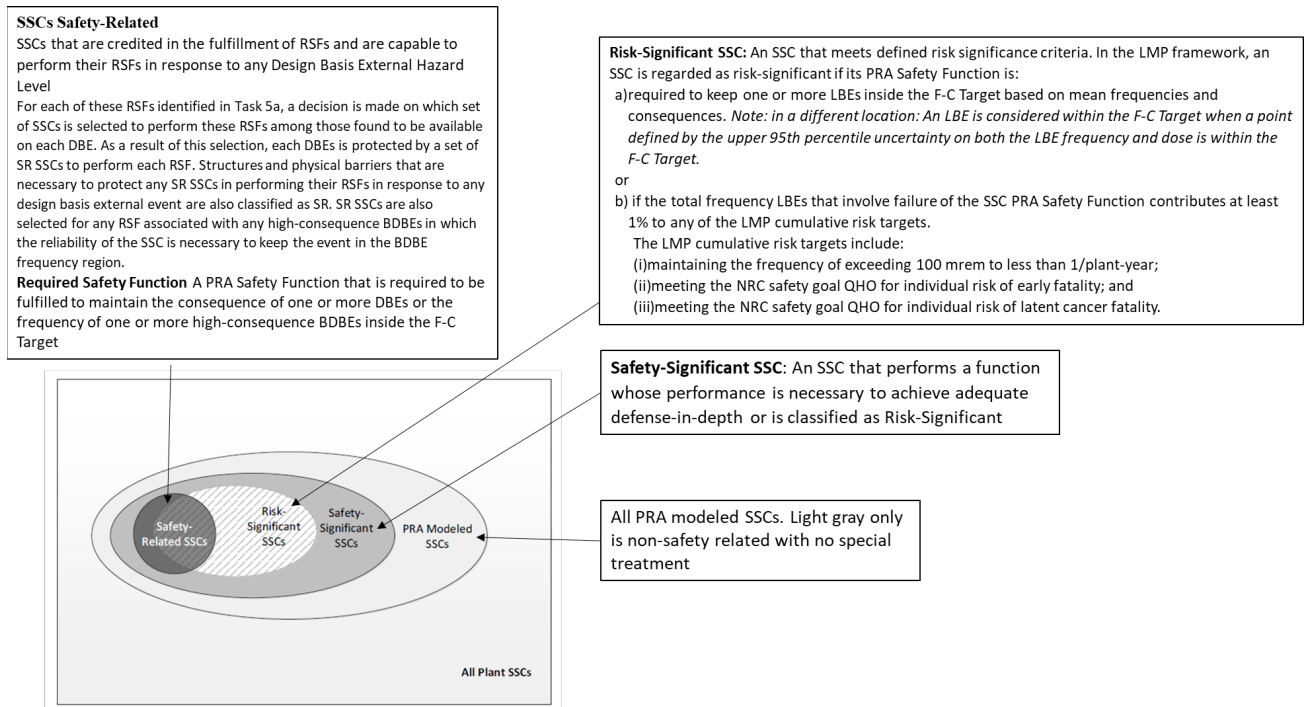 SSCs Safety-Related
SSCs that are credited in the fulfillment of RSFs and are capable to
perform their RSFs in response to any Design Basis External Hazard
Level
For each of these RSFs identified in Task 5a, a decision is made on which set
of SSCs is selected to perform these RSFs among those found to be available
on each DBE. As a result of this selection, each DBEs is protected by a set of
SR SSCs to perform each RSF. Structures and physical barriers that are
necessary to protect any SR SSCs in performing their RSFs in response to any
design basis external event are also classified as SR. SR SSCs are also
selected for any RSF associated with any high-consequence BDBEs in which
the reliability of the SSC is necessary to keep the event in the BDBE
frequency region.
Required Safety Function A PRA Safety Function that is required to be
fulfilled to maintain the consequence of one or more DBEs or the
frequency of one or more high-consequence BDBEs inside the F-C
Target
Risk-Significant SSC: An SSC that meets defined risk significance criteria. In the LMP framework, an
SSC is regarded as risk-significant if its PRA Safety Function is:
a)required to keep one or more LBEs inside the F-C Target based on mean frequencies and
consequences. Note: in a different location: An LBE is considered within the F-C Target when a point
defined by the upper 95th percentile uncertainty on both the LBE frequency and dose is within the
F-C Target.
or
b) if the total frequency LBEs that involve failure of the SSC PRA Safety Function contributes at least
1% to any of the LMP cumulative risk targets.
The LMP cumulative risk targets include:
(i)maintaining the frequency of exceeding 100 mrem to less than 1/plant-year;
(ii)meeting the NRC safety goal QHO for individual risk of early fatality; and
(iii)meeting the NRC safety goal QHO for individual risk of latent cancer fatality.
Safety-Significant SSC: An SSC that performs a function
whose performance is necessary to achieve adequate
defense-in-depth or is classified as Risk-Significant
All PRA modeled SSCs. Light gray only
is non-safety related with no special
treatment
Safety-
Related SSCs
Risk-
Significant
SSCs
Safety-
Significant
SSCs
PRA Modeled
SSCs
All Plant SSCs